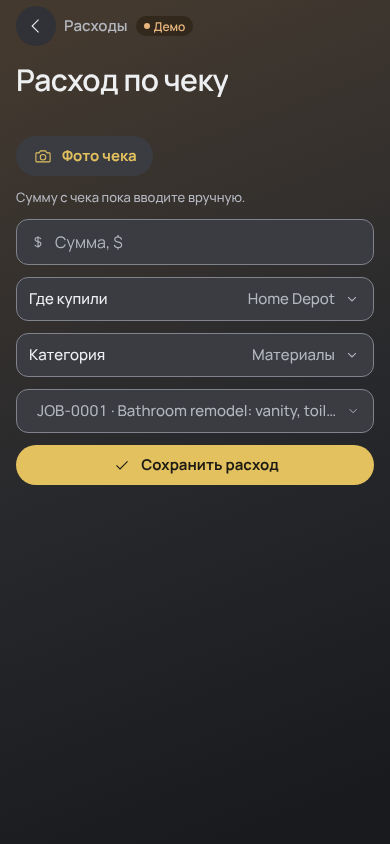 Расходы
Демо
Расход по чеку
Фото чека
Сумму с чека пока вводите вручную.
$ Сумма, $
Где купили Home Depot
Категория Материалы
JOB-0001 · Bathroom remodel: vanity, toil…
Сохранить расход